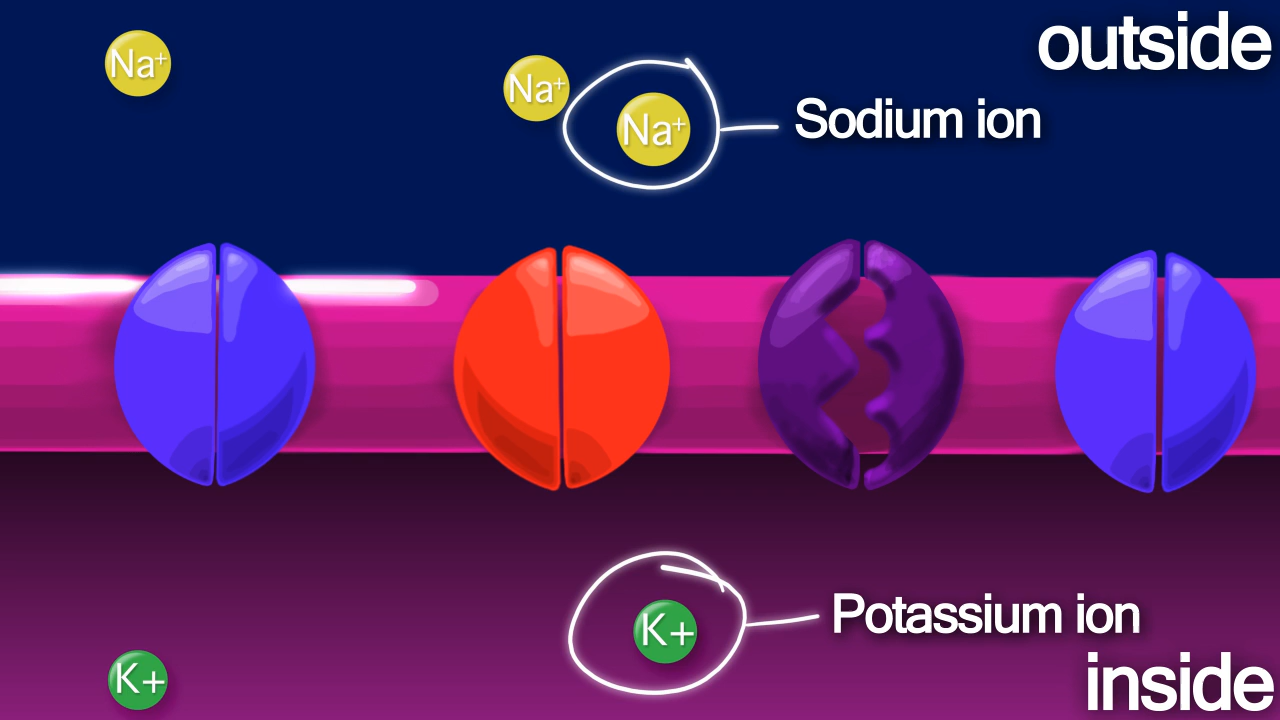 outside
Na+
Na+
Na+
Sodium ion
K+
Potassium ion
K+
inside